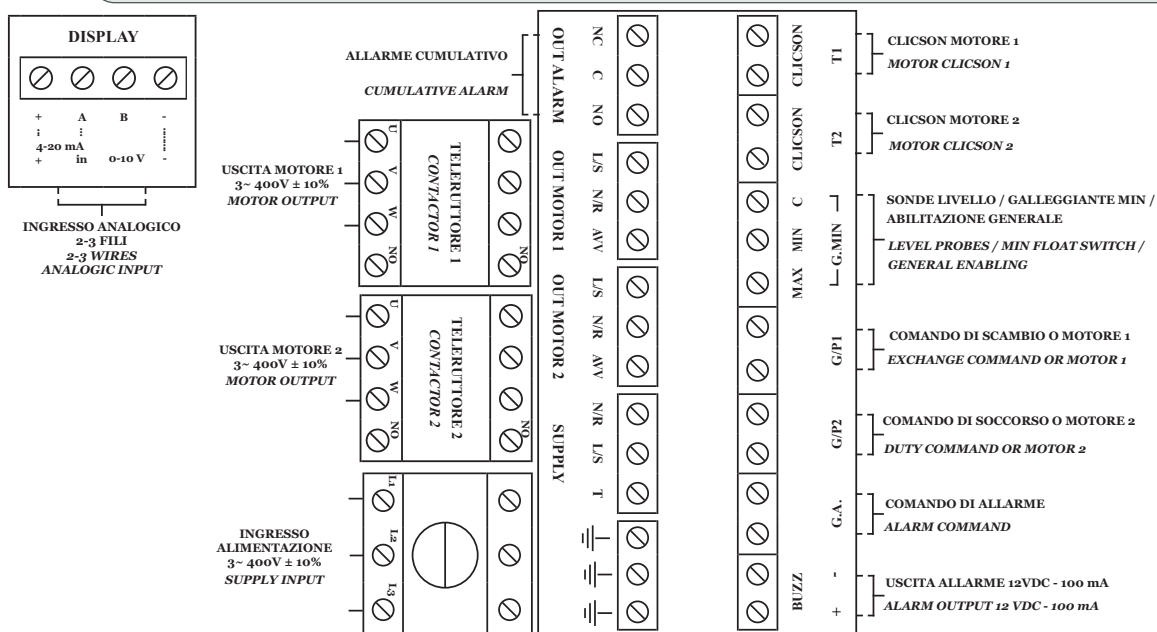 DISPLAY
+ A B -
4-20 mA
+ in 0-10 V -
INGRESSO ANALOGICO
2-3 FILI
2-3 WIRES
ANALOGIC INPUT
ALLARME CUMULATIVO
CUMULATIVE ALARM
USCITA MOTORE 1
3~ 400V ± 10%
MOTOR OUTPUT
U
V
W
NO
TELERUTTORE 1
CONTACTOR 1
NO
USCITA MOTORE 2
3~ 400V ± 10%
MOTOR OUTPUT
U
V
W
NO
TELERUTTORE 2
CONTACTOR 2
NO
INGRESSO
ALIMENTAZIONE
3~ 400V ± 10%
SUPPLY INPUT
L1
L2
L3
OUT ALARM
NC
C
NO
OUT MOTOR 1
L/S
N/R
AVV
OUT MOTOR 2
L/S
N/R
AVV
SUPPLY
N/R
L/S
T
CLICSON
T1
CLICSON MOTORE 1
MOTOR CLICSON 1
CLICSON
T2
CLICSON MOTORE 2
MOTOR CLICSON 2
C
MIN
MAX
G.MIN
SONDE LIVELLO / GALLEGGIANTE MIN /
ABILITAZIONE GENERALE
LEVEL PROBES / MIN FLOAT SWITCH /
GENERAL ENABLING
G/P1
COMANDO DI SCAMBIO O MOTORE 1
EXCHANGE COMMAND OR MOTOR 1
G/P2
COMANDO DI SOCCORSO O MOTORE 2
DUTY COMMAND OR MOTOR 2
G.A.
COMANDO DI ALLARME
ALARM COMMAND
BUZZ
-
+
USCITA ALLARME 12VDC - 100 mA
ALARM OUTPUT 12 VDC - 100 mA